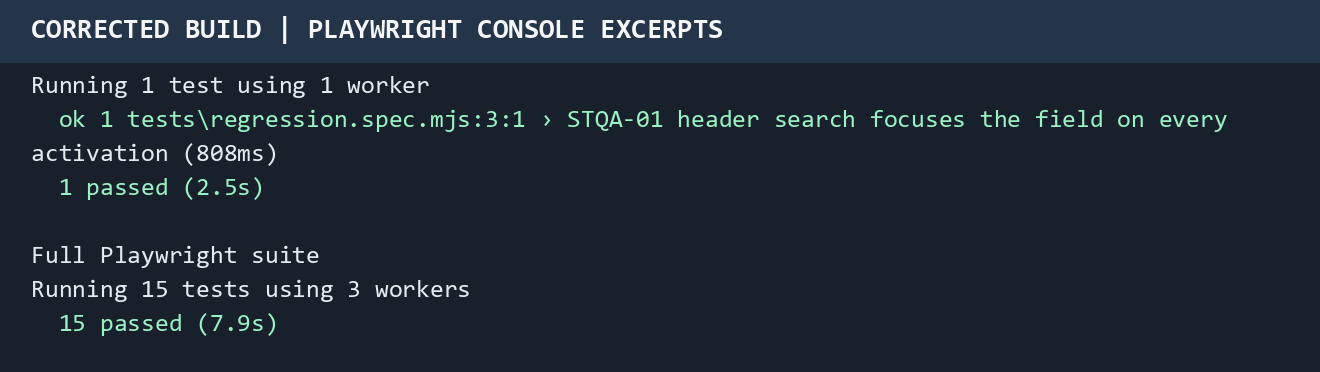 CORRECTED BUILD | PLAYWRIGHT CONSOLE EXCERPTS
Running 1 test using 1 worker
ok 1 tests\regression.spec.mjs:3:1 › STQA-01 header search focuses the field on every
activation (808ms)
1 passed (2.5s)
Full Playwright suite
Running 15 tests using 3 workers
15 passed (7.9s)